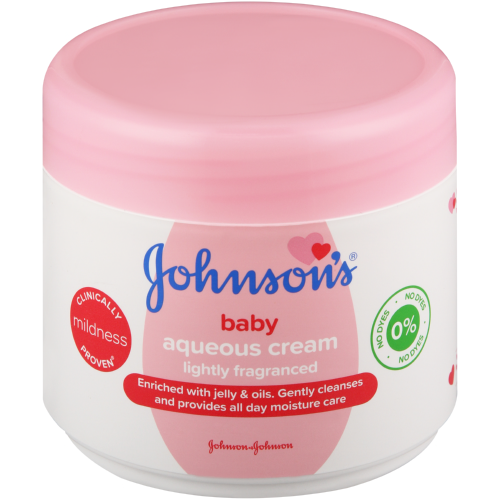 Johnson's®
baby
aqueous cream
lightly fragranced
Enriched with jelly & oils. Gently cleanses
and provides all day moisture care
Johnson & Johnson
CLINICALLY
mildness
PROVEN
NO DYES • NO DYES • NO DYES •
0%